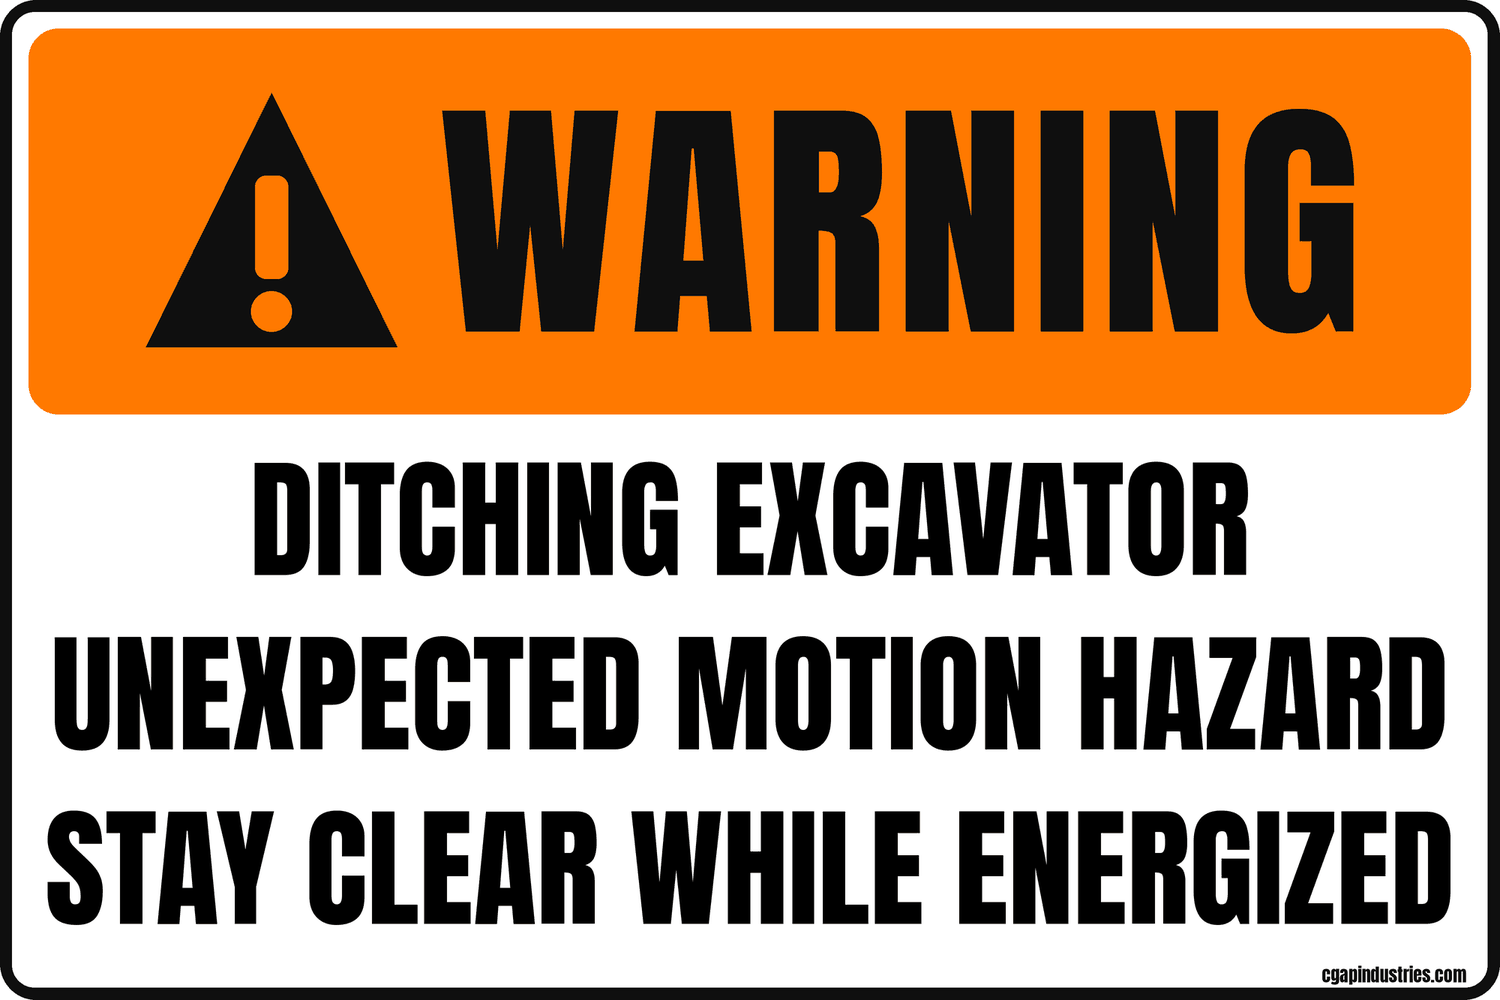 WARNING
DITCHING EXCAVATOR
UNEXPECTED MOTION HAZARD
STAY CLEAR WHILE ENERGIZED
cgapindustries.com